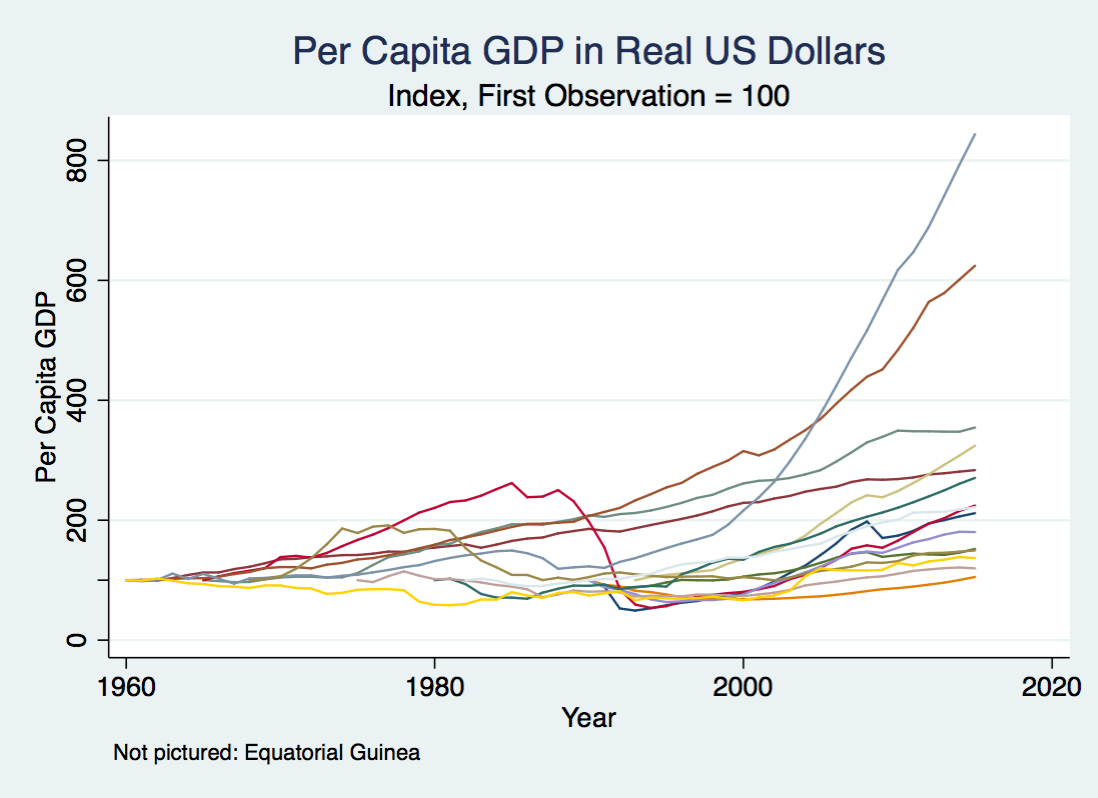 Per Capita GDP in Real US Dollars
Index, First Observation = 100
Per Capita GDP
800
600
400
200
0
1960 1980 2000 2020
Year
Not pictured: Equatorial Guinea